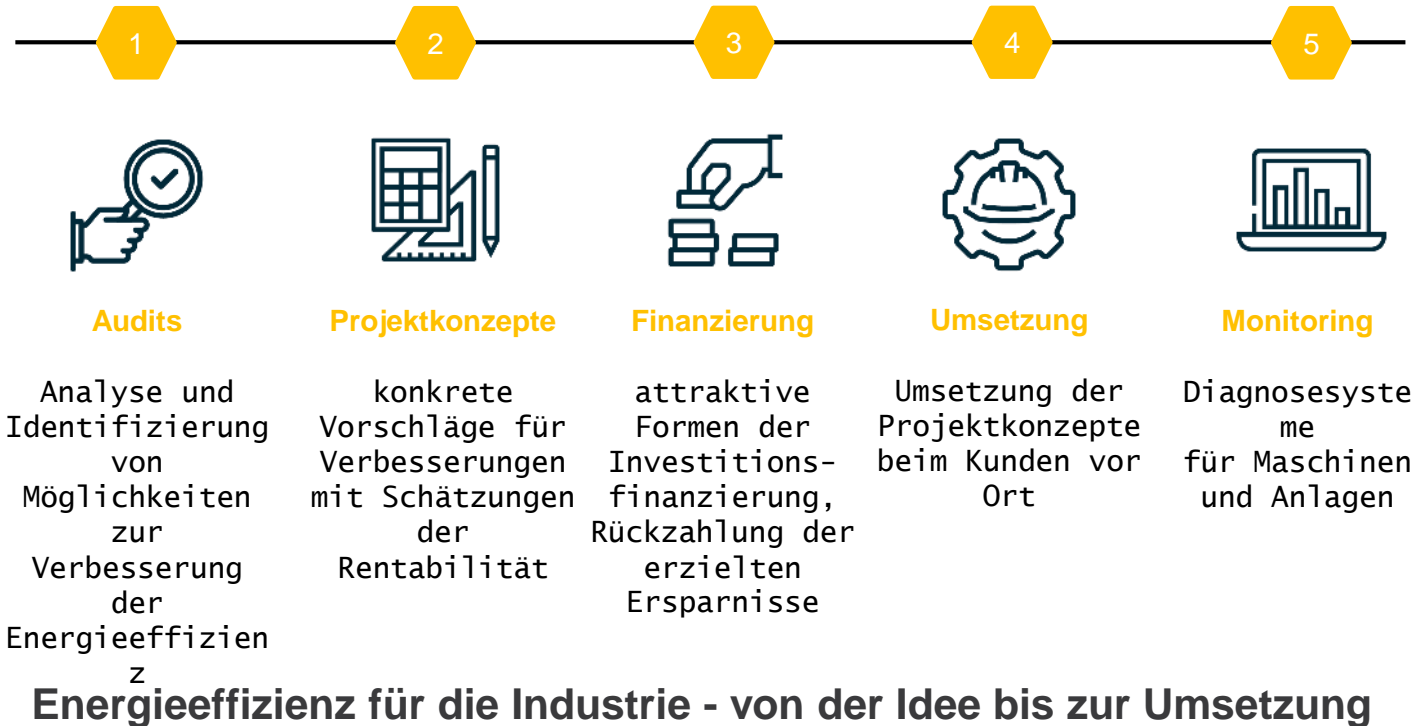 1
2
3
4
5
Audits
Projektkonzepte
Finanzierung
Umsetzung
Monitoring
Analyse und
Identifizierung
von
Möglichkeiten
zur
Verbesserung
der
Energieeffizien
z
konkrete
Vorschläge für
Verbesserungen
mit Schätzungen
der
Rentabilität
attraktive
Formen der
Investitions-
finanzierung,
Rückzahlung der
erzielten
Ersparnisse
Umsetzung der
Projektkonzepte
beim Kunden vor
Ort
Diagnosesyste
me
für Maschinen
und Anlagen
Energieeffizienz für die Industrie - von der Idee bis zur Umsetzung